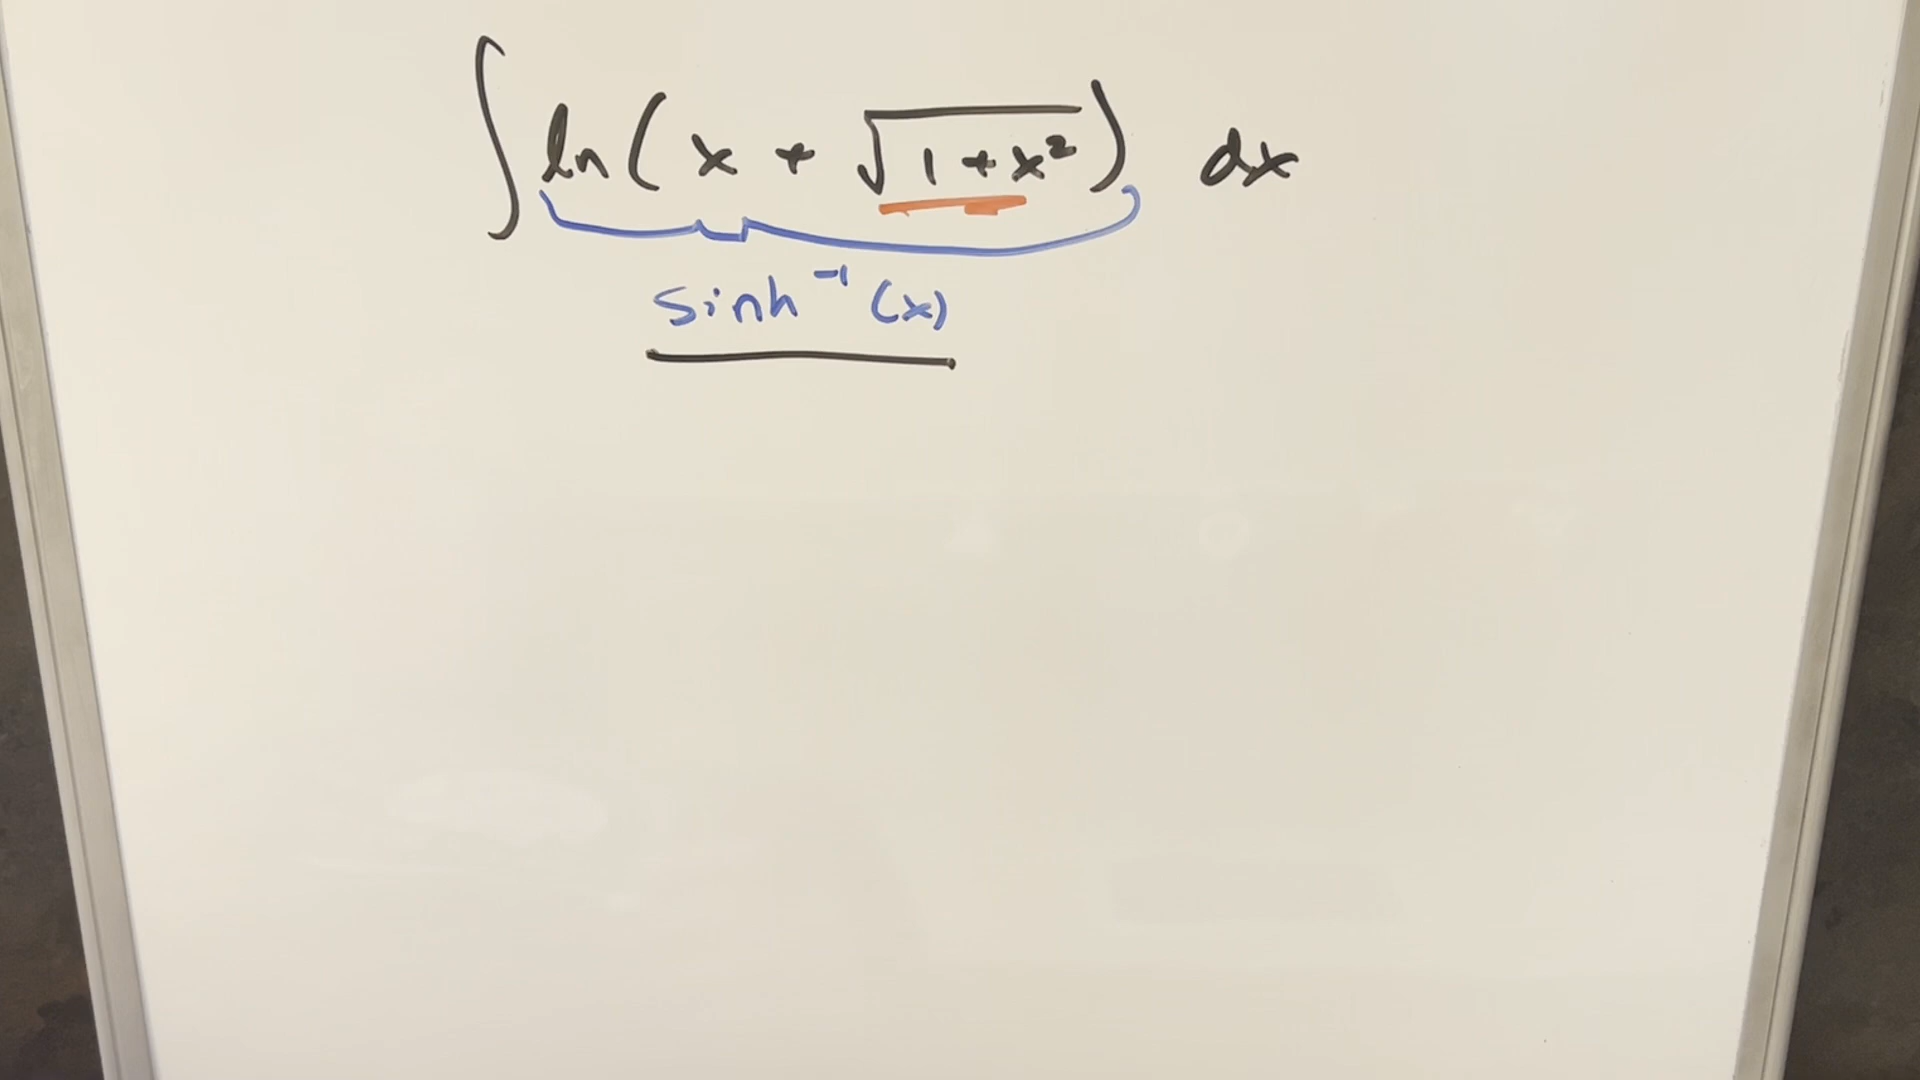 ∫ ln( x + √(1 + x²) ) dx
sinh⁻¹ (x)